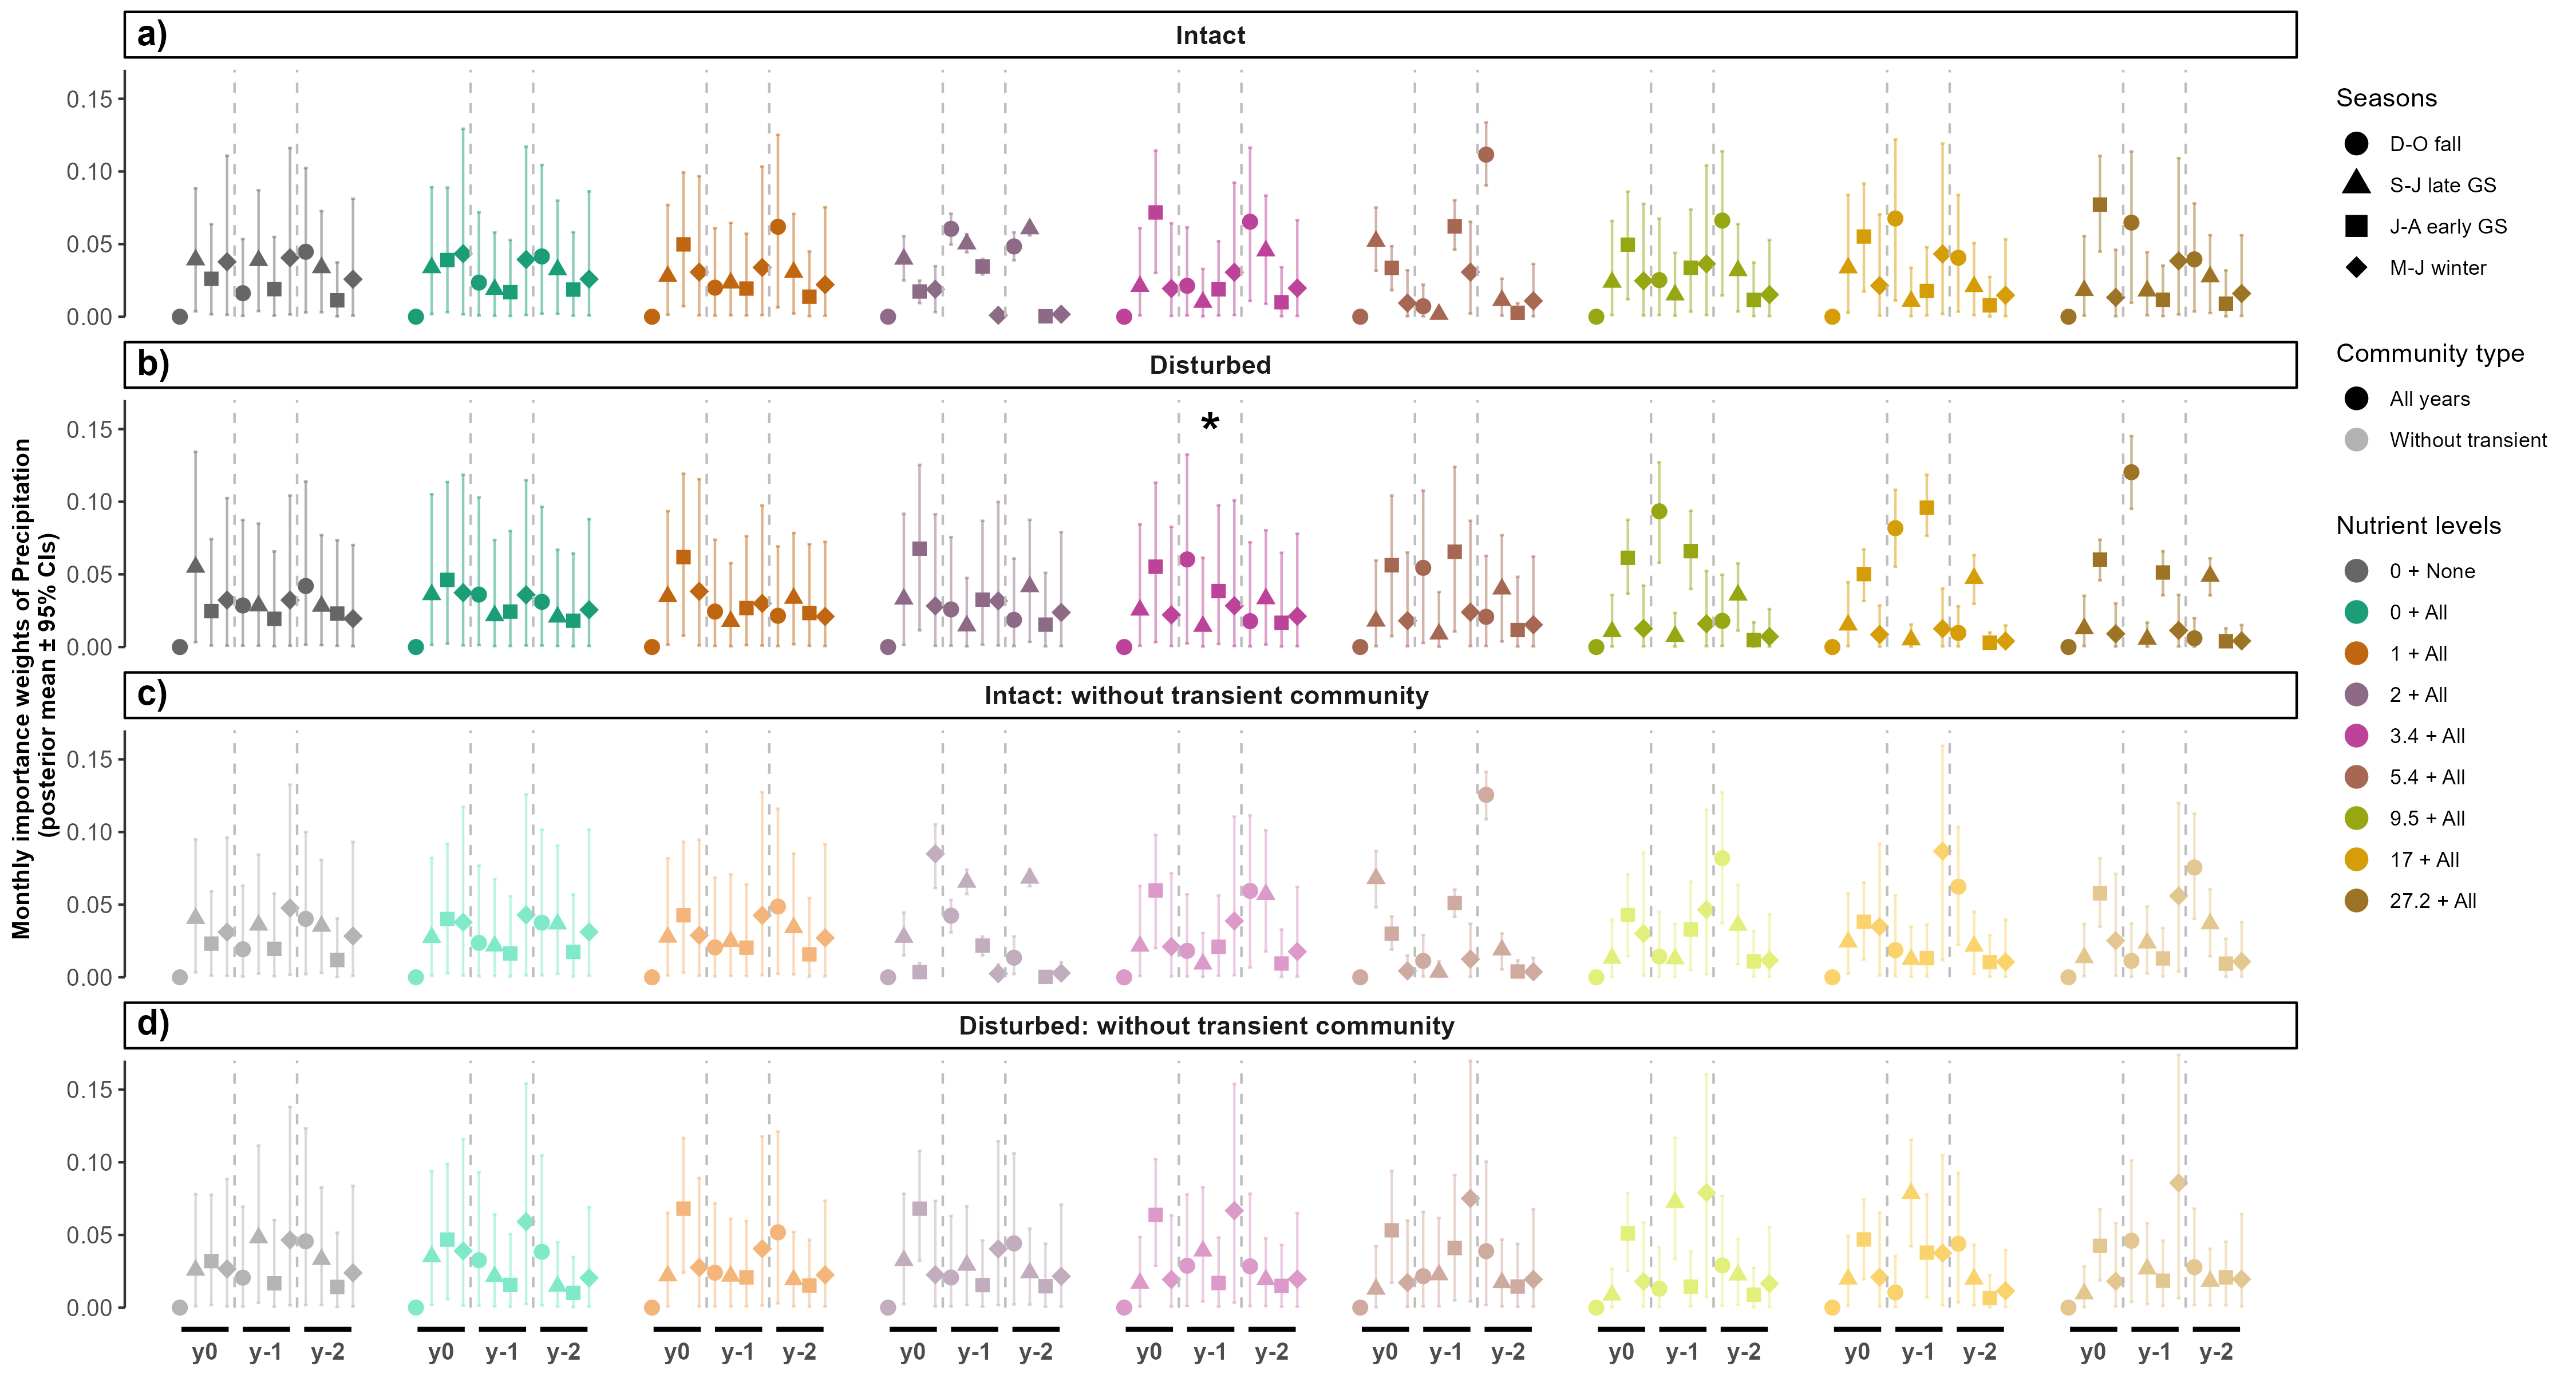 a)
Intact
0.15
0.10
0.05
0.00
b)
Disturbed
*
0.15
0.10
0.05
0.00
c)
Intact: without transient community
0.15
0.10
0.05
0.00
d)
Disturbed: without transient community
0.15
0.10
0.05
0.00
Monthly importance weights of Precipitation
(posterior mean ± 95% CIs)
y0 y-1 y-2 y0 y-1 y-2 y0 y-1 y-2 y0 y-1 y-2 y0 y-1 y-2 y0 y-1 y-2 y0 y-1 y-2 y0 y-1 y-2 y0 y-1 y-2
Seasons
D-O fall
S-J late GS
J-A early GS
M-J winter
Community type
All years
Without transient
Nutrient levels
0 + None
0 + All
1 + All
2 + All
3.4 + All
5.4 + All
9.5 + All
17 + All
27.2 + All